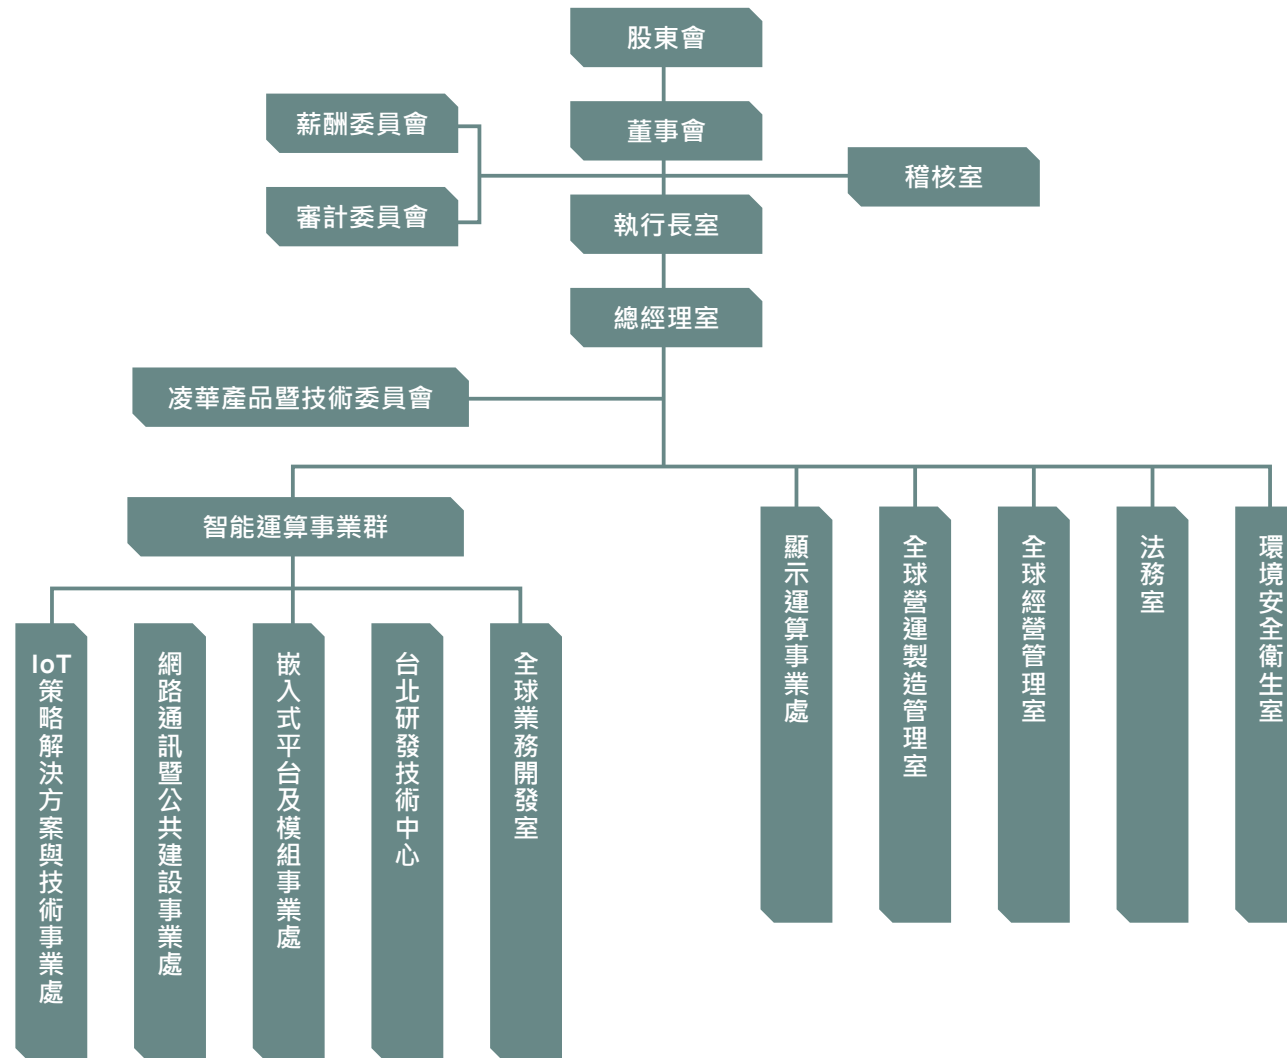 股東會
薪酬委員會
董事會
稽核室
審計委員會
執行長室
總經理室
凌華產品暨技術委員會
智能運算事業群
顯示運算事業處
全球營運製造管理室
全球經營管理室
法務室
環境安全衛生室
IoT策略解決方案與技術事業處
網路通訊暨公共建設事業處
嵌入式平台及模組事業處
台北研發技術中心
全球業務開發室